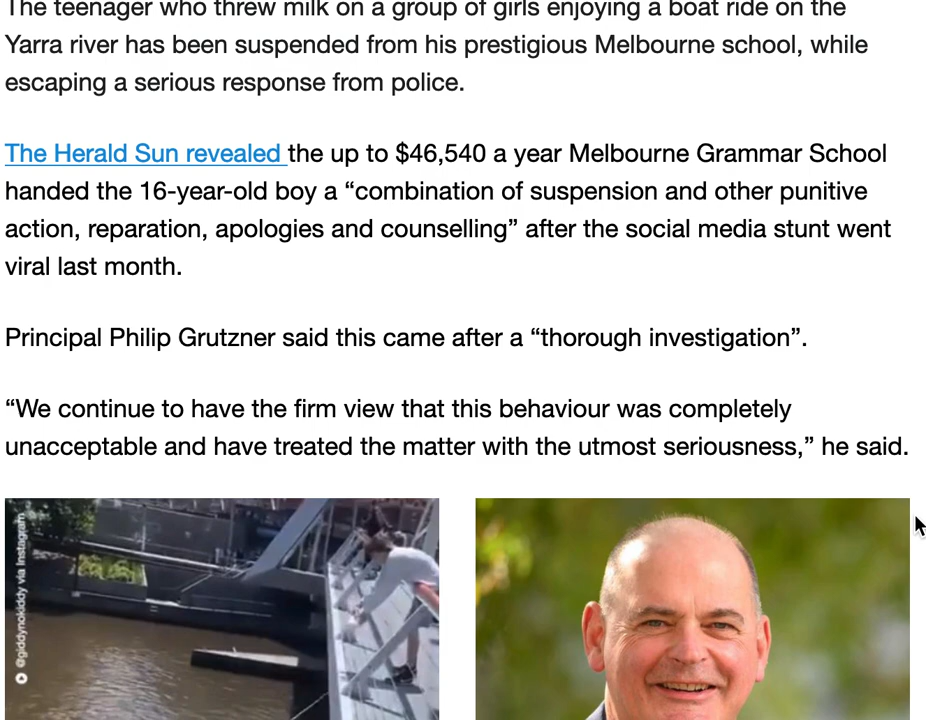 The teenager who threw milk on a group of girls enjoying a boat ride on the
Yarra river has been suspended from his prestigious Melbourne school, while
escaping a serious response from police.
The Herald Sun revealed the up to $46,540 a year Melbourne Grammar School
handed the 16-year-old boy a “combination of suspension and other punitive
action, reparation, apologies and counselling” after the social media stunt went
viral last month.
Principal Philip Grutzner said this came after a “thorough investigation”.
“We continue to have the firm view that this behaviour was completely
unacceptable and have treated the matter with the utmost seriousness,” he said.
@giddynokiddy via Instagram